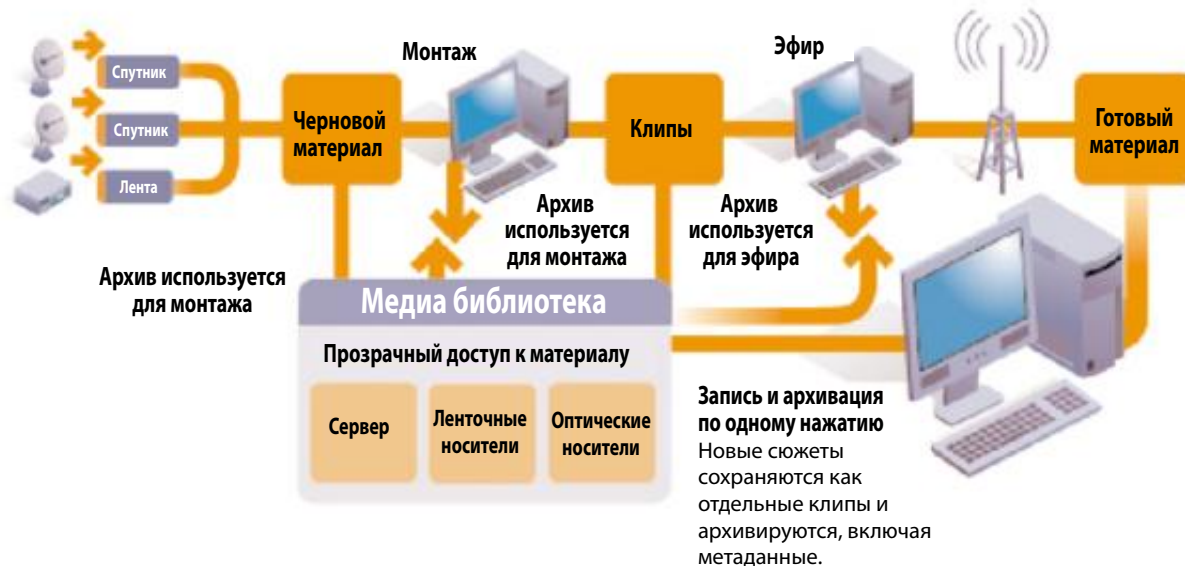 Спутник
Спутник
Лента
Черновой
материал
Монтаж
Клипы
Эфир
Готовый
материал
Архив используется
для монтажа
Архив
используется
для монтажа
Архив
используется
для эфира
Медиа библиотека
Прозрачный доступ к материалу
Сервер
Ленточные
носители
Оптические
носители
Запись и архивация
по одному нажатию
Новые сюжеты
сохраняются как
отдельные клипы и
архивируются, включая
метаданные.